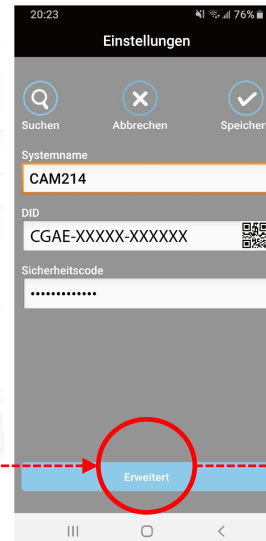 20:23 76%
Einstellungen
Suchen Abbrechen Speicher
Systemname
CAM214
DID
CGAE-XXXXX-XXXXXX
Sicherheitscode
•••••••••••••
Erweitert